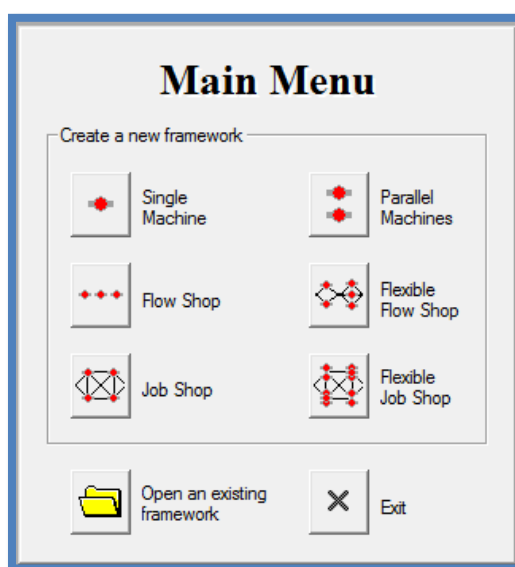 Main Menu
Create a new framework
Single
Machine
Parallel
Machines
Flow Shop
Flexible
Flow Shop
Job Shop
Flexible
Job Shop
Open an existing
framework
Exit